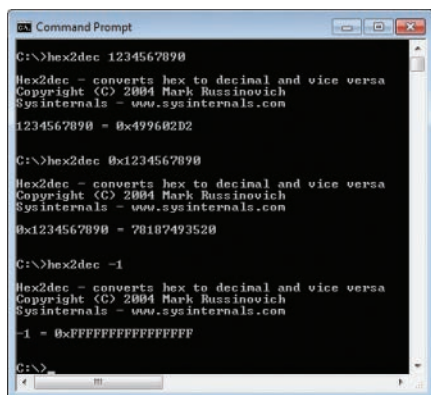 Command Prompt
C:\>hex2dec 1234567890
Hex2dec - converts hex to decimal and vice versa
Copyright (C) 2004 Mark Russinovich
Sysinternals - www.sysinternals.com
1234567890 = 0x499602D2
C:\>hex2dec 0x1234567890
Hex2dec - converts hex to decimal and vice versa
Copyright (C) 2004 Mark Russinovich
Sysinternals - www.sysinternals.com
0x1234567890 = 78187493520
C:\>hex2dec -1
Hex2dec - converts hex to decimal and vice versa
Copyright (C) 2004 Mark Russinovich
Sysinternals - www.sysinternals.com
-1 = 0xFFFFFFFFFFFFFFFF
C:\>_